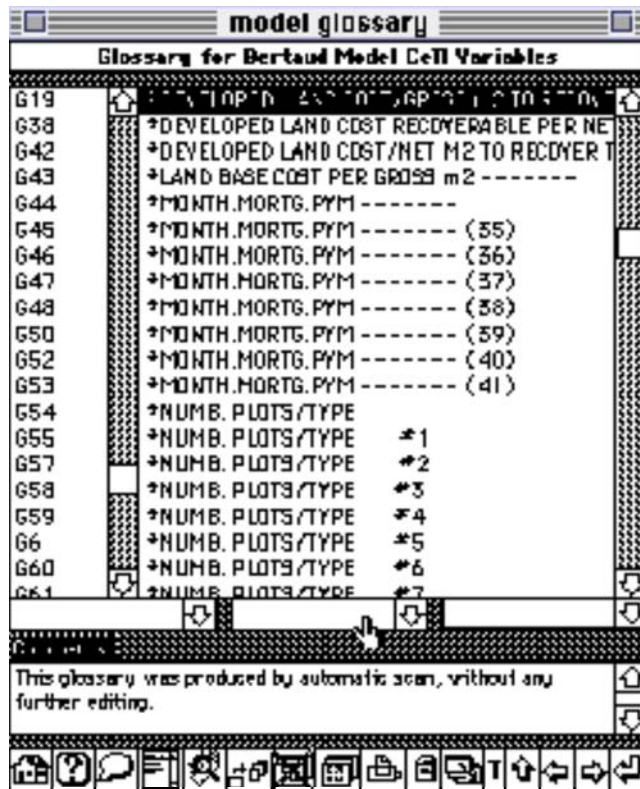 model glossary
Glossary for Bertaud Model Cell Variables
G19
G38 *DEVELOPED LAND COST RECOVERABLE PER NET
G42 *DEVELOPED LAND COST/NET M2 TO RECOVER T
G43 *LAND BASE COST PER GROSS m2 -------
G44 *MONTH.MORTG.PYM -------
G45 *MONTH.MORTG.PYM ------- (35)
G46 *MONTH.MORTG.PYM ------- (36)
G47 *MONTH.MORTG.PYM ------- (37)
G48 *MONTH.MORTG.PYM ------- (38)
G50 *MONTH.MORTG.PYM ------- (39)
G52 *MONTH.MORTG.PYM ------- (40)
G53 *MONTH.MORTG.PYM ------- (41)
G54 *NUMB. PLOTS/TYPE
G55 *NUMB. PLOTS/TYPE #1
G57 *NUMB. PLOTS/TYPE #2
G58 *NUMB. PLOTS/TYPE #3
G59 *NUMB. PLOTS/TYPE #4
G6 *NUMB. PLOTS/TYPE #5
G60 *NUMB. PLOTS/TYPE #6
G61 *NUMB. PLOTS/TYPE #7
This glossary was produced by automatic scan, without any
further editing.
T